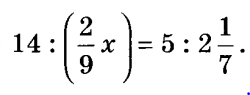 14 : (2/9 x) = 5 : 2 1/7.